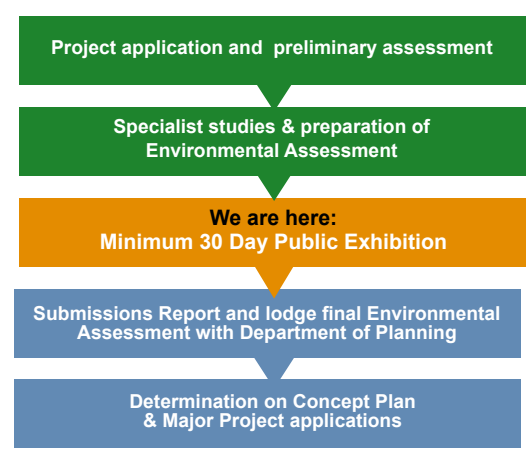 Project application and  preliminary assessment
Specialist studies & preparation of
Environmental Assessment
We are here:
Minimum 30 Day Public Exhibition
Submissions Report and lodge final Environmental
Assessment with Department of Planning
Determination on Concept Plan
& Major Project applications